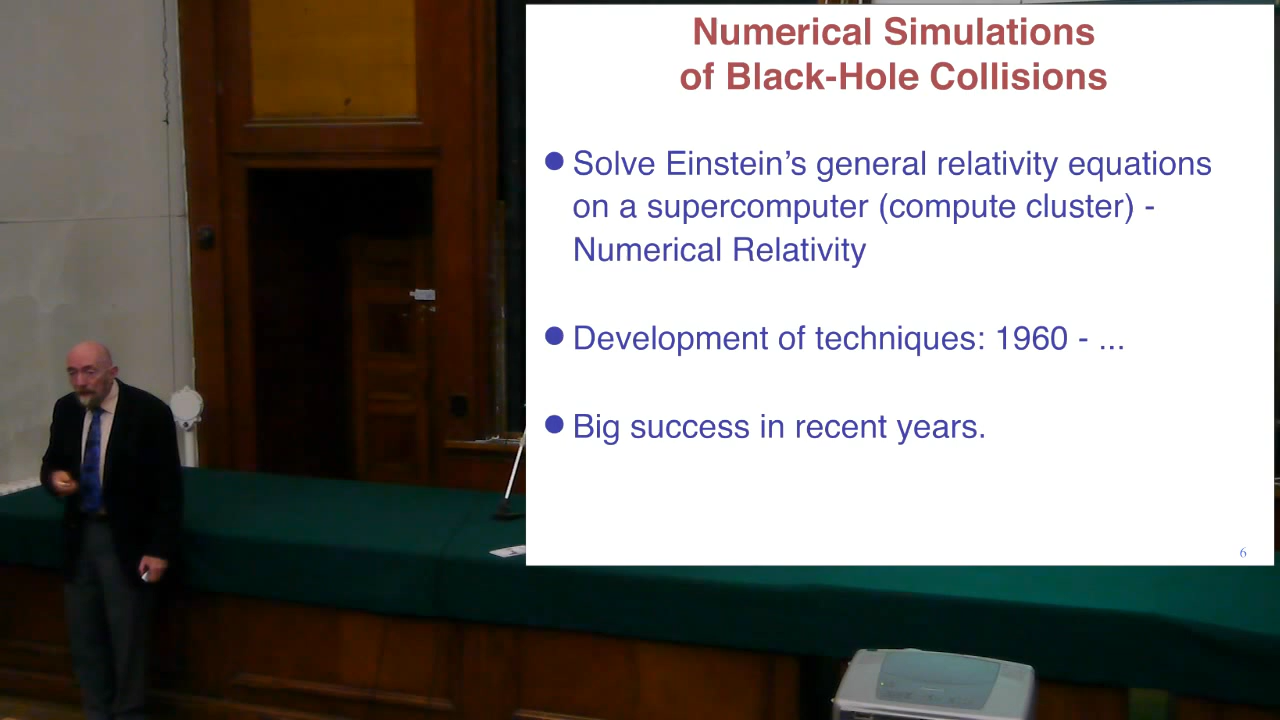 Numerical Simulations
of Black-Hole Collisions
● Solve Einstein's general relativity equations
on a supercomputer (compute cluster) -
Numerical Relativity
● Development of techniques: 1960 - ...
● Big success in recent years.
6